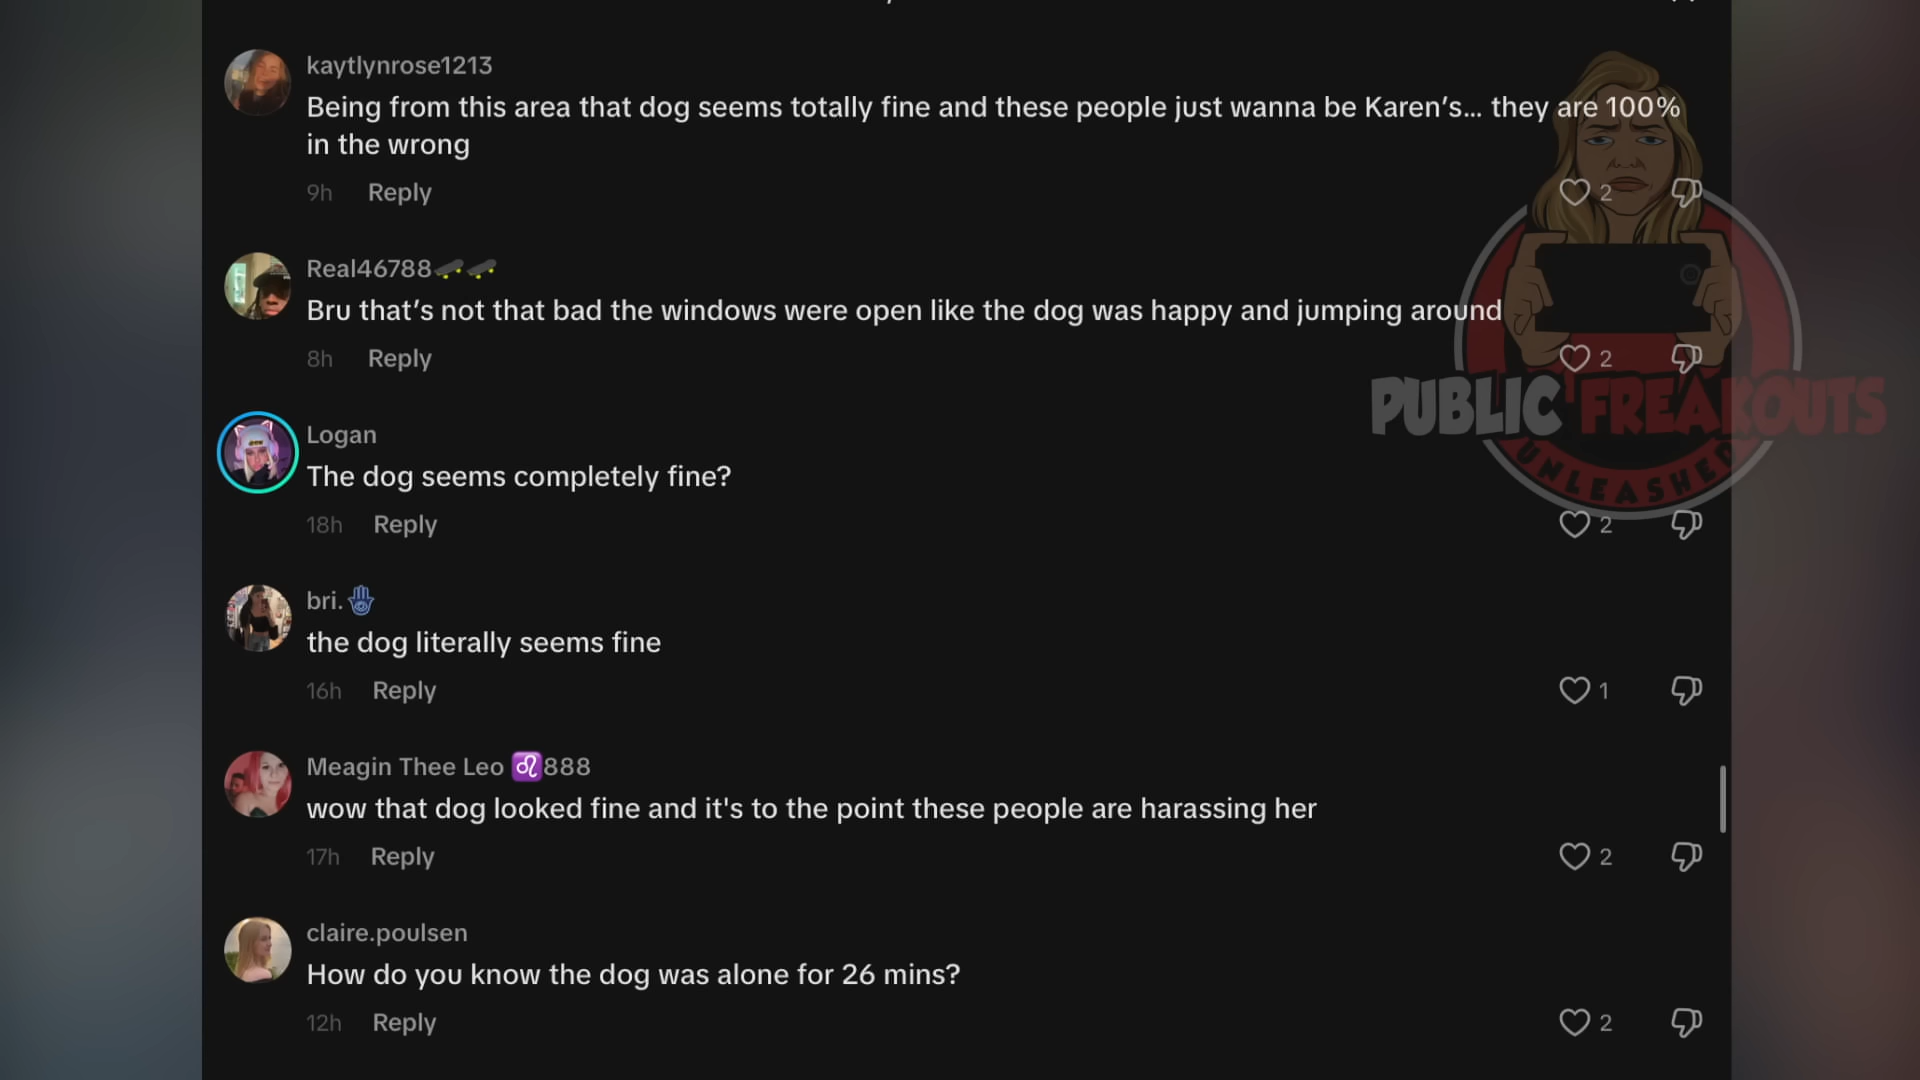 kaytlynrose1213
Being from this area that dog seems totally fine and these people just wanna be Karen’s... they are 100%
in the wrong
9h Reply 2
Real46788🛹🛹
Bru that’s not that bad the windows were open like the dog was happy and jumping around
8h Reply 2
PUBLIC FREAKOUTS
UNLEASHED
Logan
The dog seems completely fine?
18h Reply 2
bri.🪬
the dog literally seems fine
16h Reply 1
Meagin Thee Leo ♌888
wow that dog looked fine and it's to the point these people are harassing her
17h Reply 2
claire.poulsen
How do you know the dog was alone for 26 mins?
12h Reply 2